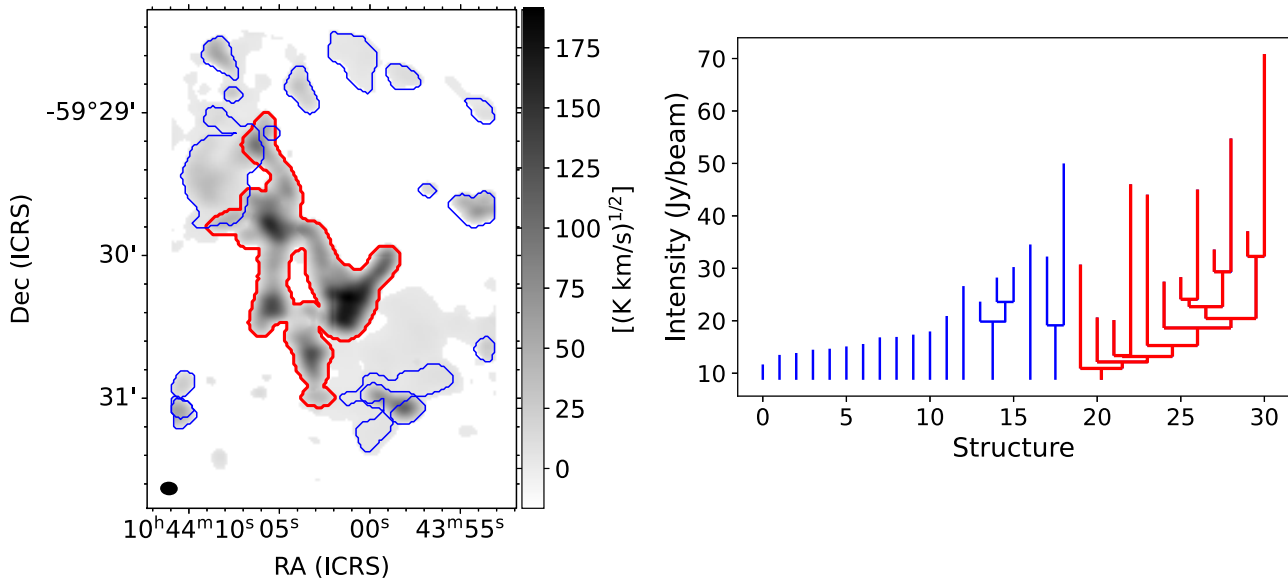 -59°29'
30'
31'
Dec (ICRS)
10ʰ44ᵐ10ˢ 05ˢ 00ˢ 43ᵐ55ˢ
RA (ICRS)
175
150
125
100
75
50
25
0
[(K km/s)¹ᐟ²]
70
60
50
40
30
20
10
Intensity (Jy/beam)
0 5 10 15 20 25 30
Structure